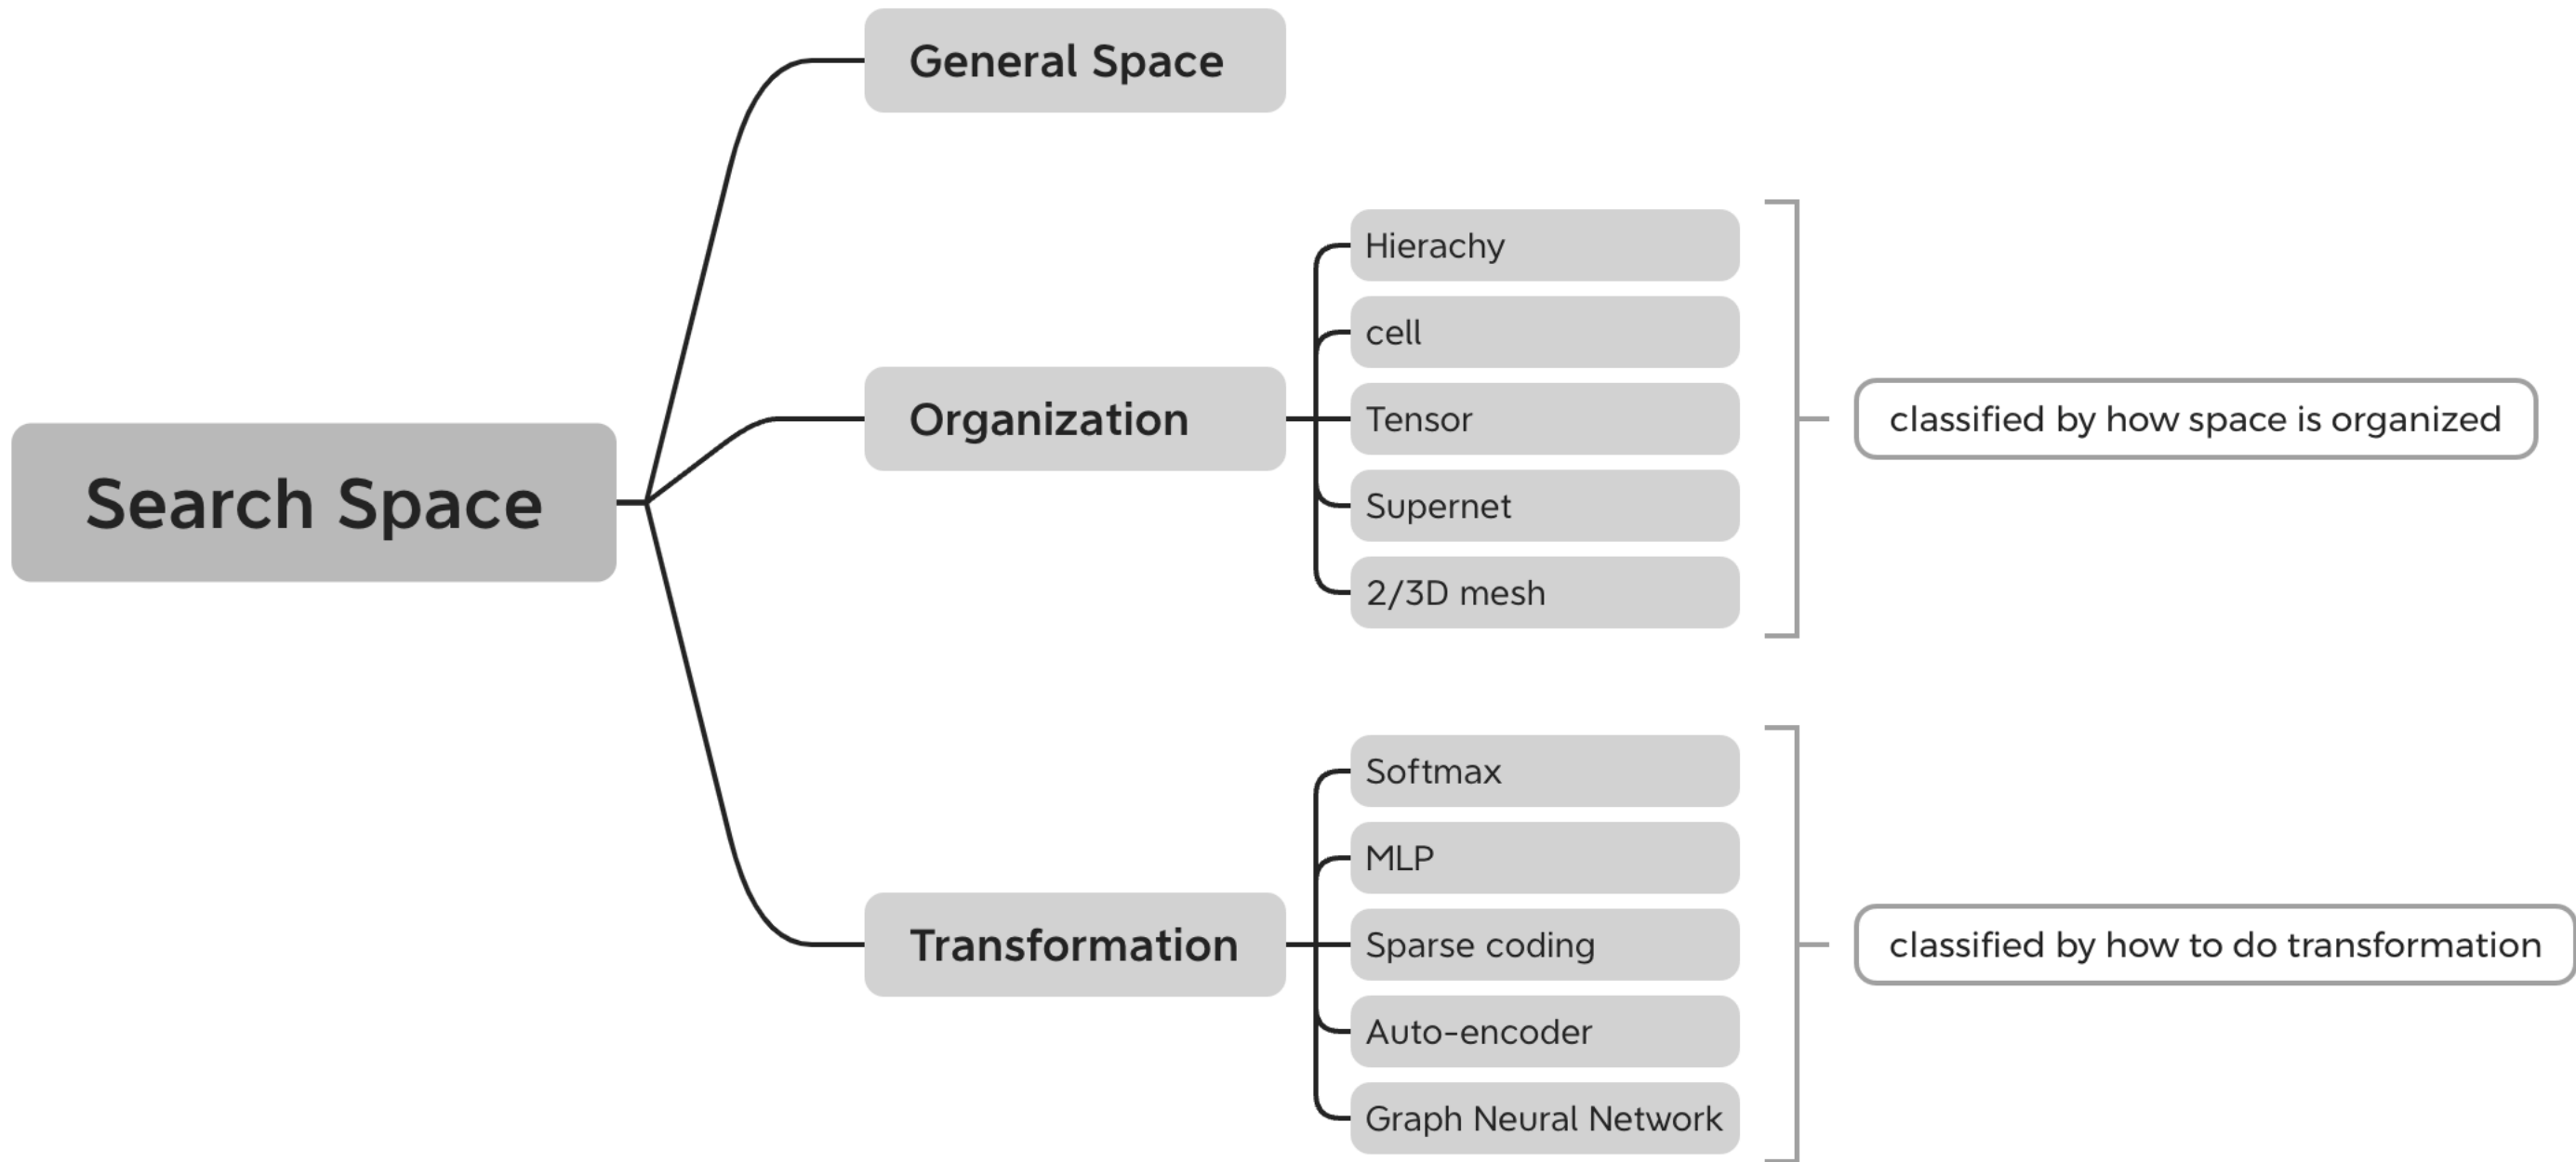 General Space
Hierachy
cell
Organization
Tensor
classified by how space is organized
Search Space
Supernet
2/3D mesh
Softmax
MLP
Transformation
Sparse coding
classified by how to do transformation
Auto-encoder
Graph Neural Network